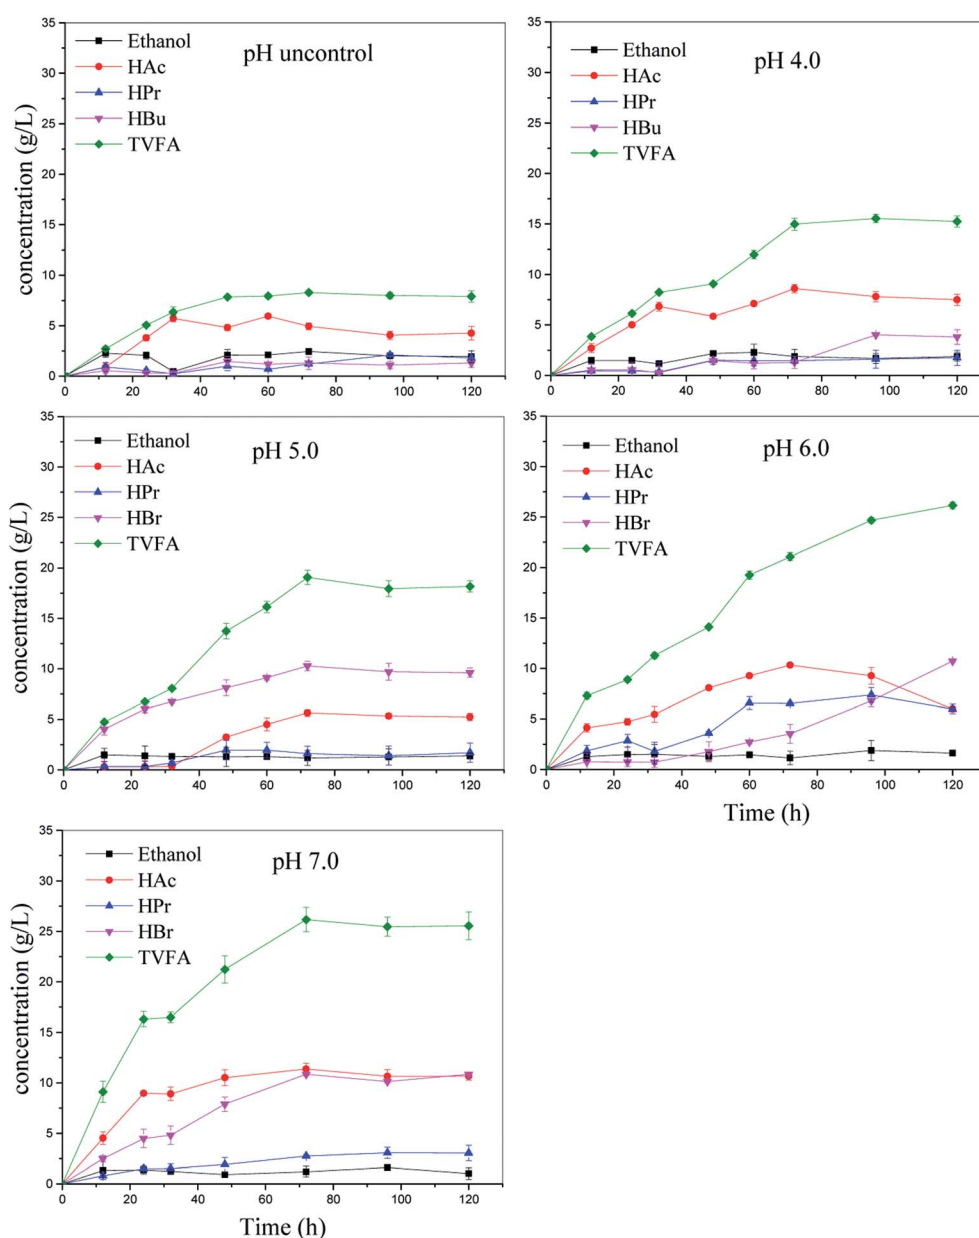 pH uncontrol
Ethanol
HAc
HPr
HBu
TVFA
concentration (g/L)
35
30
25
20
15
10
5
0
0 20 40 60 80 100 120
pH 4.0
Ethanol
HAc
HPr
HBu
TVFA
35
30
25
20
15
10
5
0
0 20 40 60 80 100 120
pH 5.0
Ethanol
HAc
HPr
HBr
TVFA
concentration (g/L)
35
30
25
20
15
10
5
0
0 20 40 60 80 100 120
pH 6.0
Ethanol
HAc
HPr
HBr
TVFA
35
30
25
20
15
10
5
0
0 20 40 60 80 100 120
Time (h)
pH 7.0
Ethanol
HAc
HPr
HBr
TVFA
concentration (g/L)
35
30
25
20
15
10
5
0
0 20 40 60 80 100 120
Time (h)